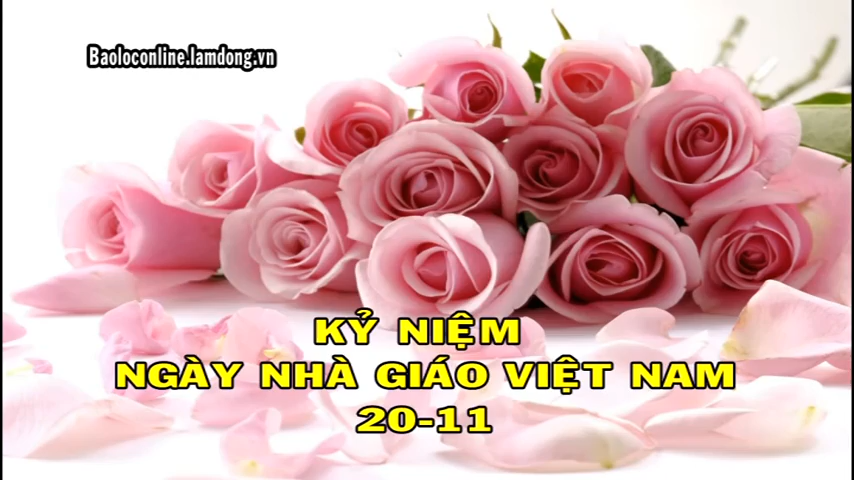 Baoloconline.lamdong.vn
KỶ NIỆM
NGÀY NHÀ GIÁO VIỆT NAM
20-11